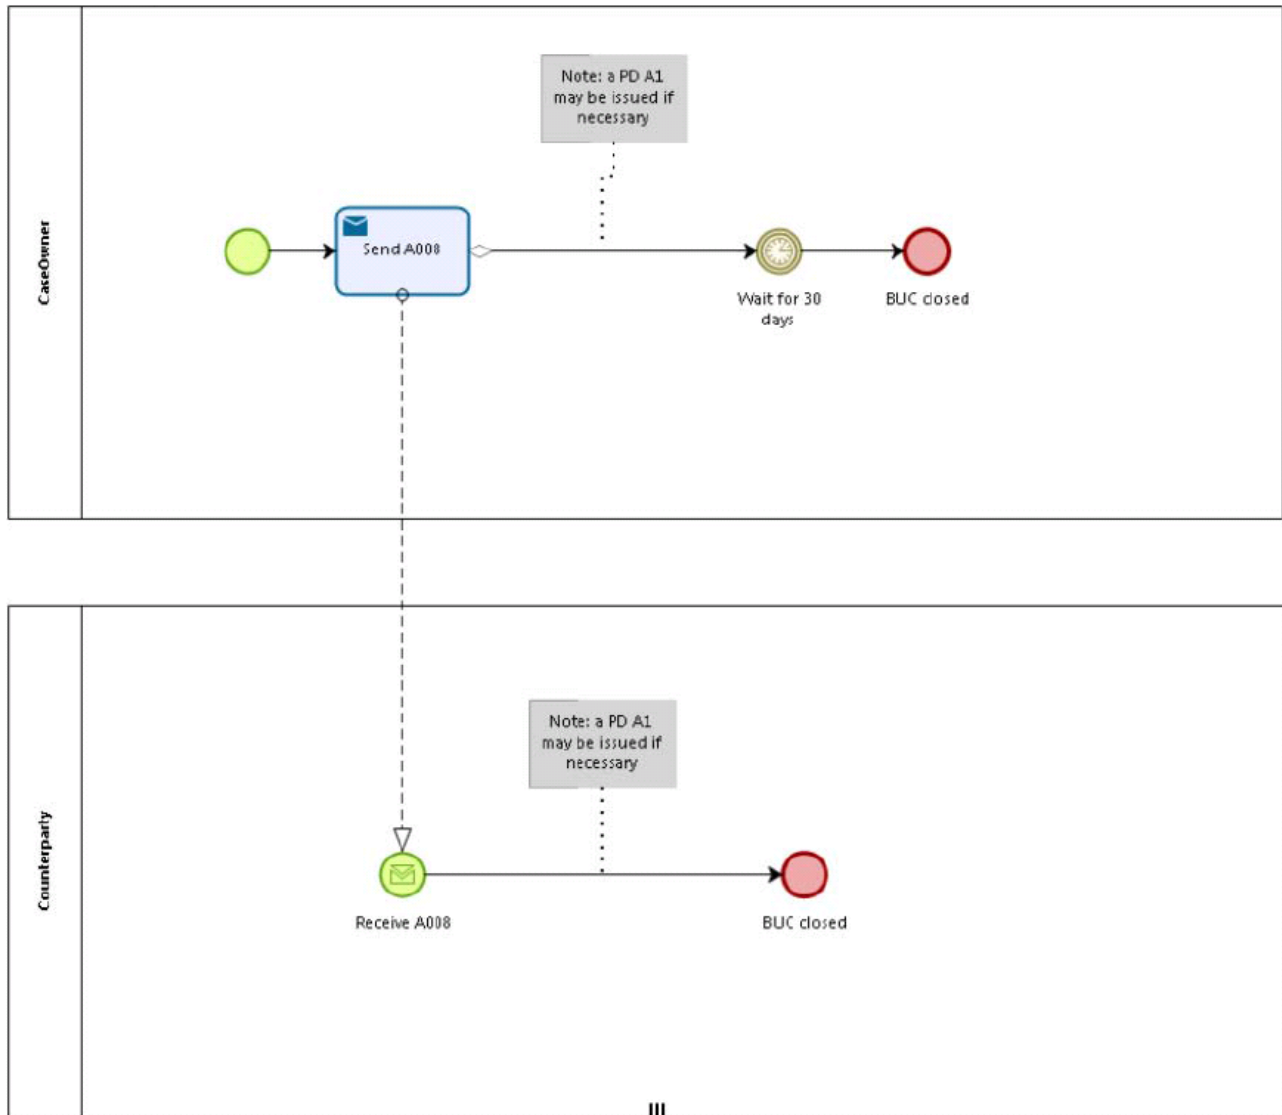 CaseOwner
Note: a PD A1
may be issued if
necessary
Send A008
Wait for 30
days
BUC closed
Counterparty
Note: a PD A1
may be issued if
necessary
Receive A008
BUC closed